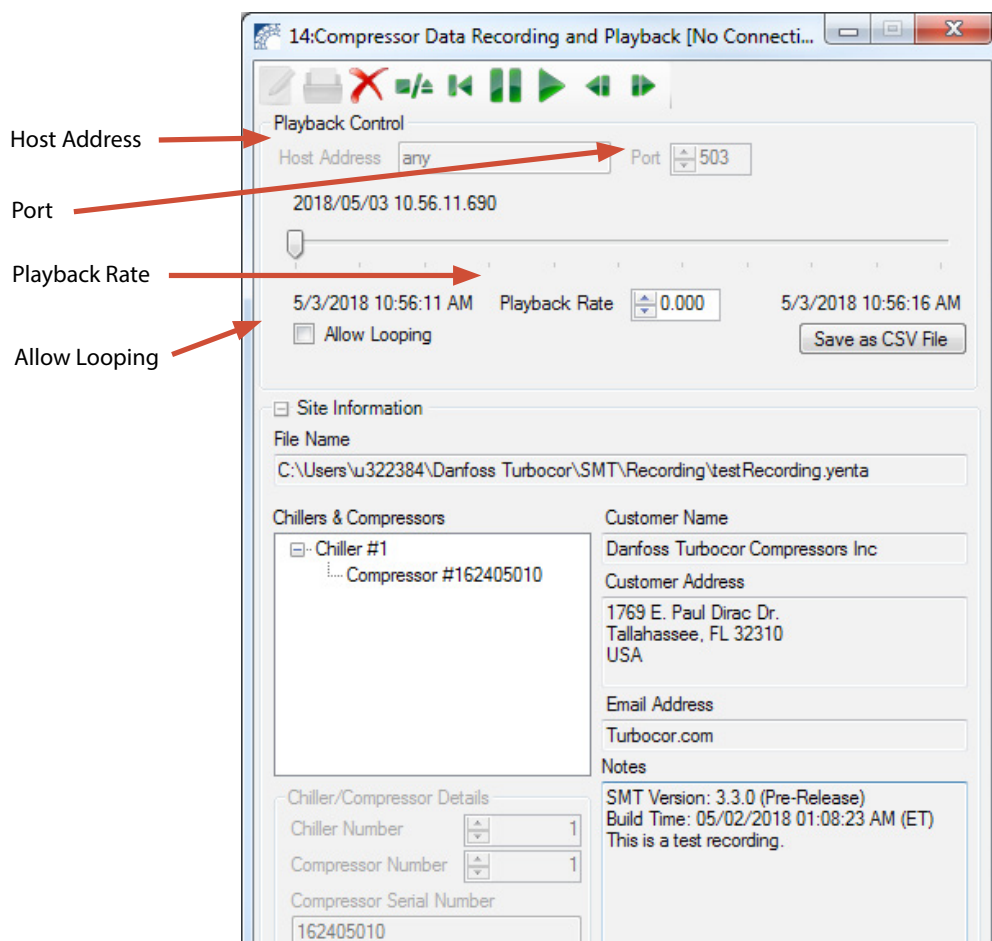 14:Compressor Data Recording and Playback [No Connecti...
Playback Control
Host Address
Host Address any Port 503
Port
2018/05/03 10.56.11.690
Playback Rate
5/3/2018 10:56:11 AM Playback Rate 0.000 5/3/2018 10:56:16 AM
Allow Looping
Allow Looping Save as CSV File
Site Information
File Name
C:\Users\u322384\Danfoss Turbocor\SMT\Recording\testRecording.yenta
Chillers & Compressors
Chiller #1
Compressor #162405010
Customer Name
Danfoss Turbocor Compressors Inc
Customer Address
1769 E. Paul Dirac Dr.
Tallahassee, FL 32310
USA
Email Address
Turbocor.com
Notes
SMT Version: 3.3.0 (Pre-Release)
Build Time: 05/02/2018 01:08:23 AM (ET)
This is a test recording.
Chiller/Compressor Details
Chiller Number 1
Compressor Number 1
Compressor Serial Number
162405010